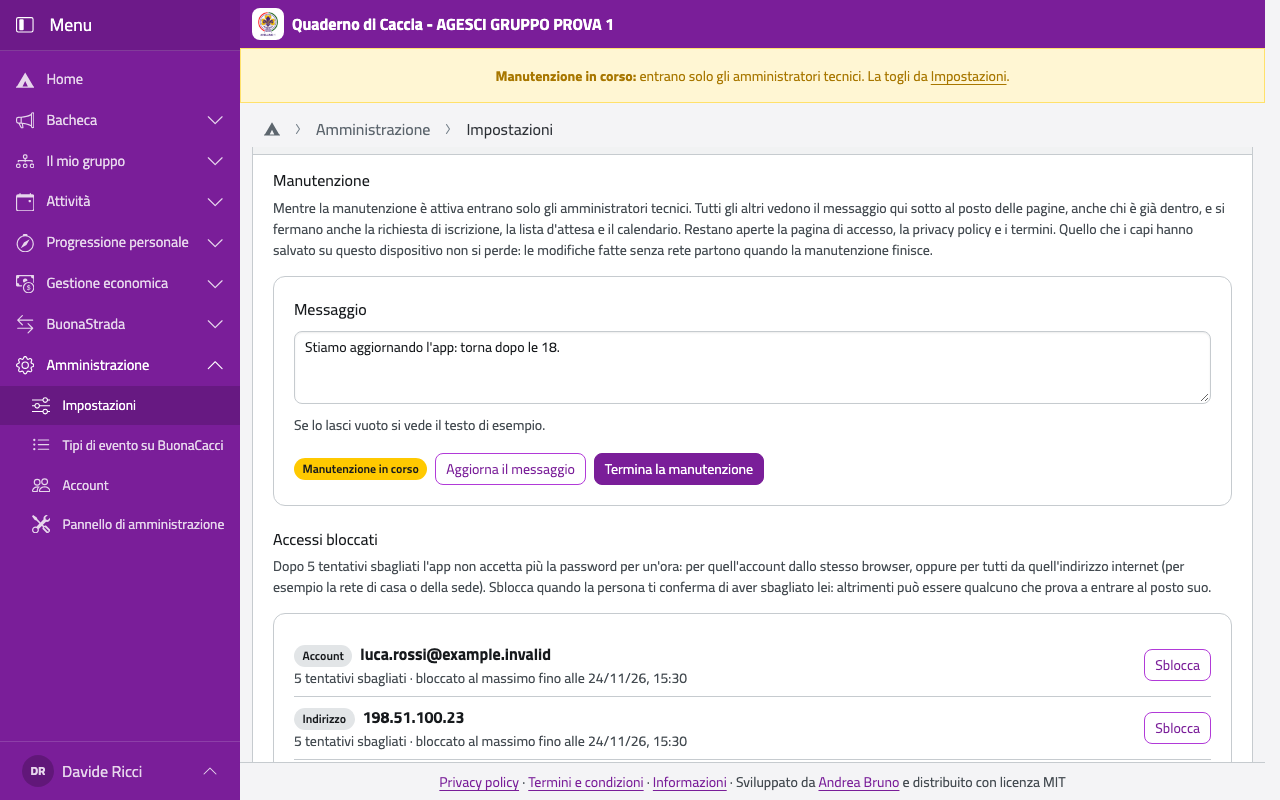 Menu
Quaderno di Caccia - AGESCI GRUPPO PROVA 1
Manutenzione in corso: entrano solo gli amministratori tecnici. La togli da Impostazioni.
Home
Bacheca
Il mio gruppo
Attività
Progressione personale
Gestione economica
BuonaStrada
Amministrazione
Impostazioni
Tipi di evento su BuonaCacci
Account
Pannello di amministrazione
DR Davide Ricci
Amministrazione > Impostazioni
Manutenzione
Mentre la manutenzione è attiva entrano solo gli amministratori tecnici. Tutti gli altri vedono il messaggio qui sotto al posto delle pagine, anche chi è già dentro, e si
fermano anche la richiesta di iscrizione, la lista d'attesa e il calendario. Restano aperte la pagina di accesso, la privacy policy e i termini. Quello che i capi hanno
salvato su questo dispositivo non si perde: le modifiche fatte senza rete partono quando la manutenzione finisce.
Messaggio
Stiamo aggiornando l'app: torna dopo le 18.
Se lo lasci vuoto si vede il testo di esempio.
Manutenzione in corso Aggiorna il messaggio Termina la manutenzione
Accessi bloccati
Dopo 5 tentativi sbagliati l'app non accetta più la password per un'ora: per quell'account dallo stesso browser, oppure per tutti da quell'indirizzo internet (per
esempio la rete di casa o della sede). Sblocca quando la persona ti conferma di aver sbagliato lei: altrimenti può essere qualcuno che prova a entrare al posto suo.
Account luca.rossi@example.invalid
5 tentativi sbagliati · bloccato al massimo fino alle 24/11/26, 15:30
Sblocca
Indirizzo 198.51.100.23
5 tentativi sbagliati · bloccato al massimo fino alle 24/11/26, 15:30
Sblocca
Privacy policy · Termini e condizioni · Informazioni · Sviluppato da Andrea Bruno e distribuito con licenza MIT